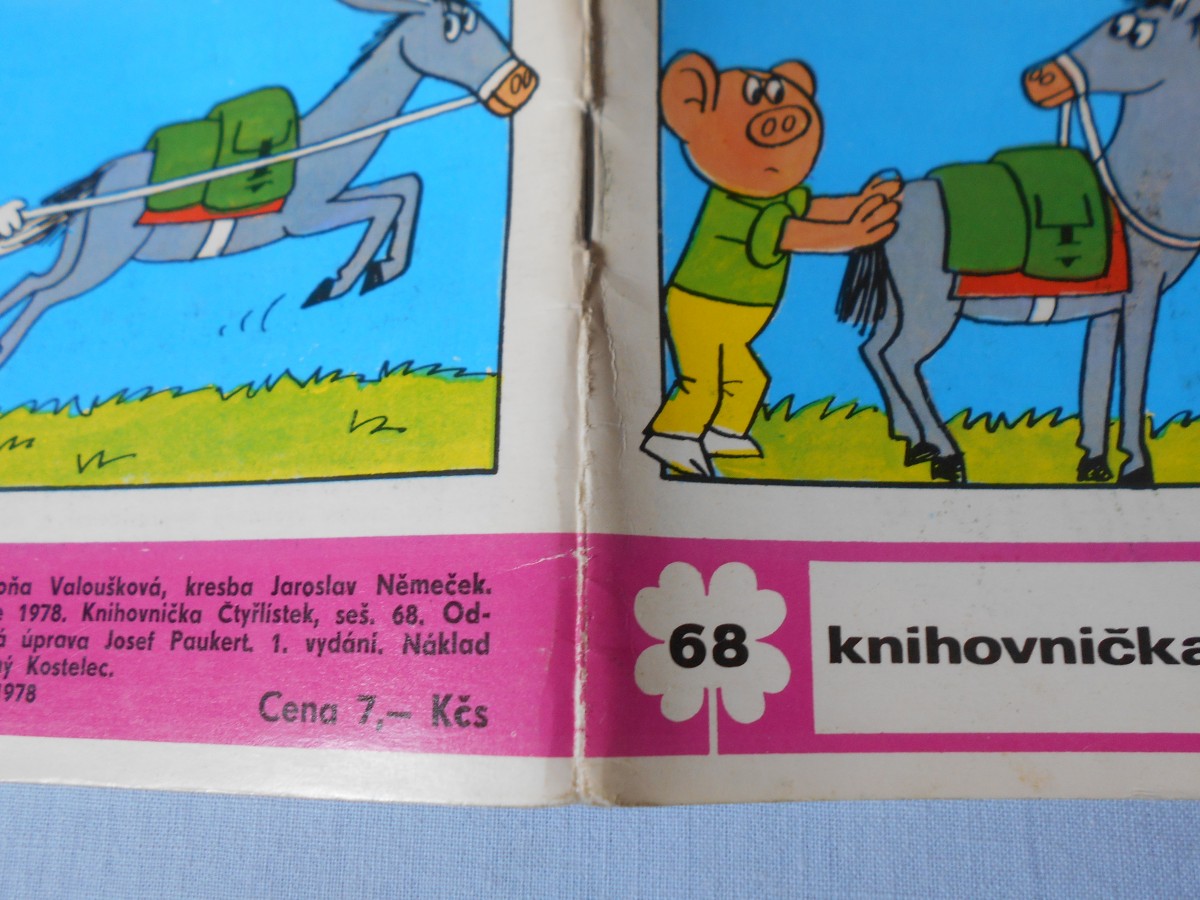 Valoušková, kresba Jaroslav Němeček.
1978. Knihovnička Čtyřlístek, seš. 68. Od-
úprava Josef Paukert. 1. vydání. Náklad
Kostelec.
1978
Cena 7,– Kčs
68
knihovnička